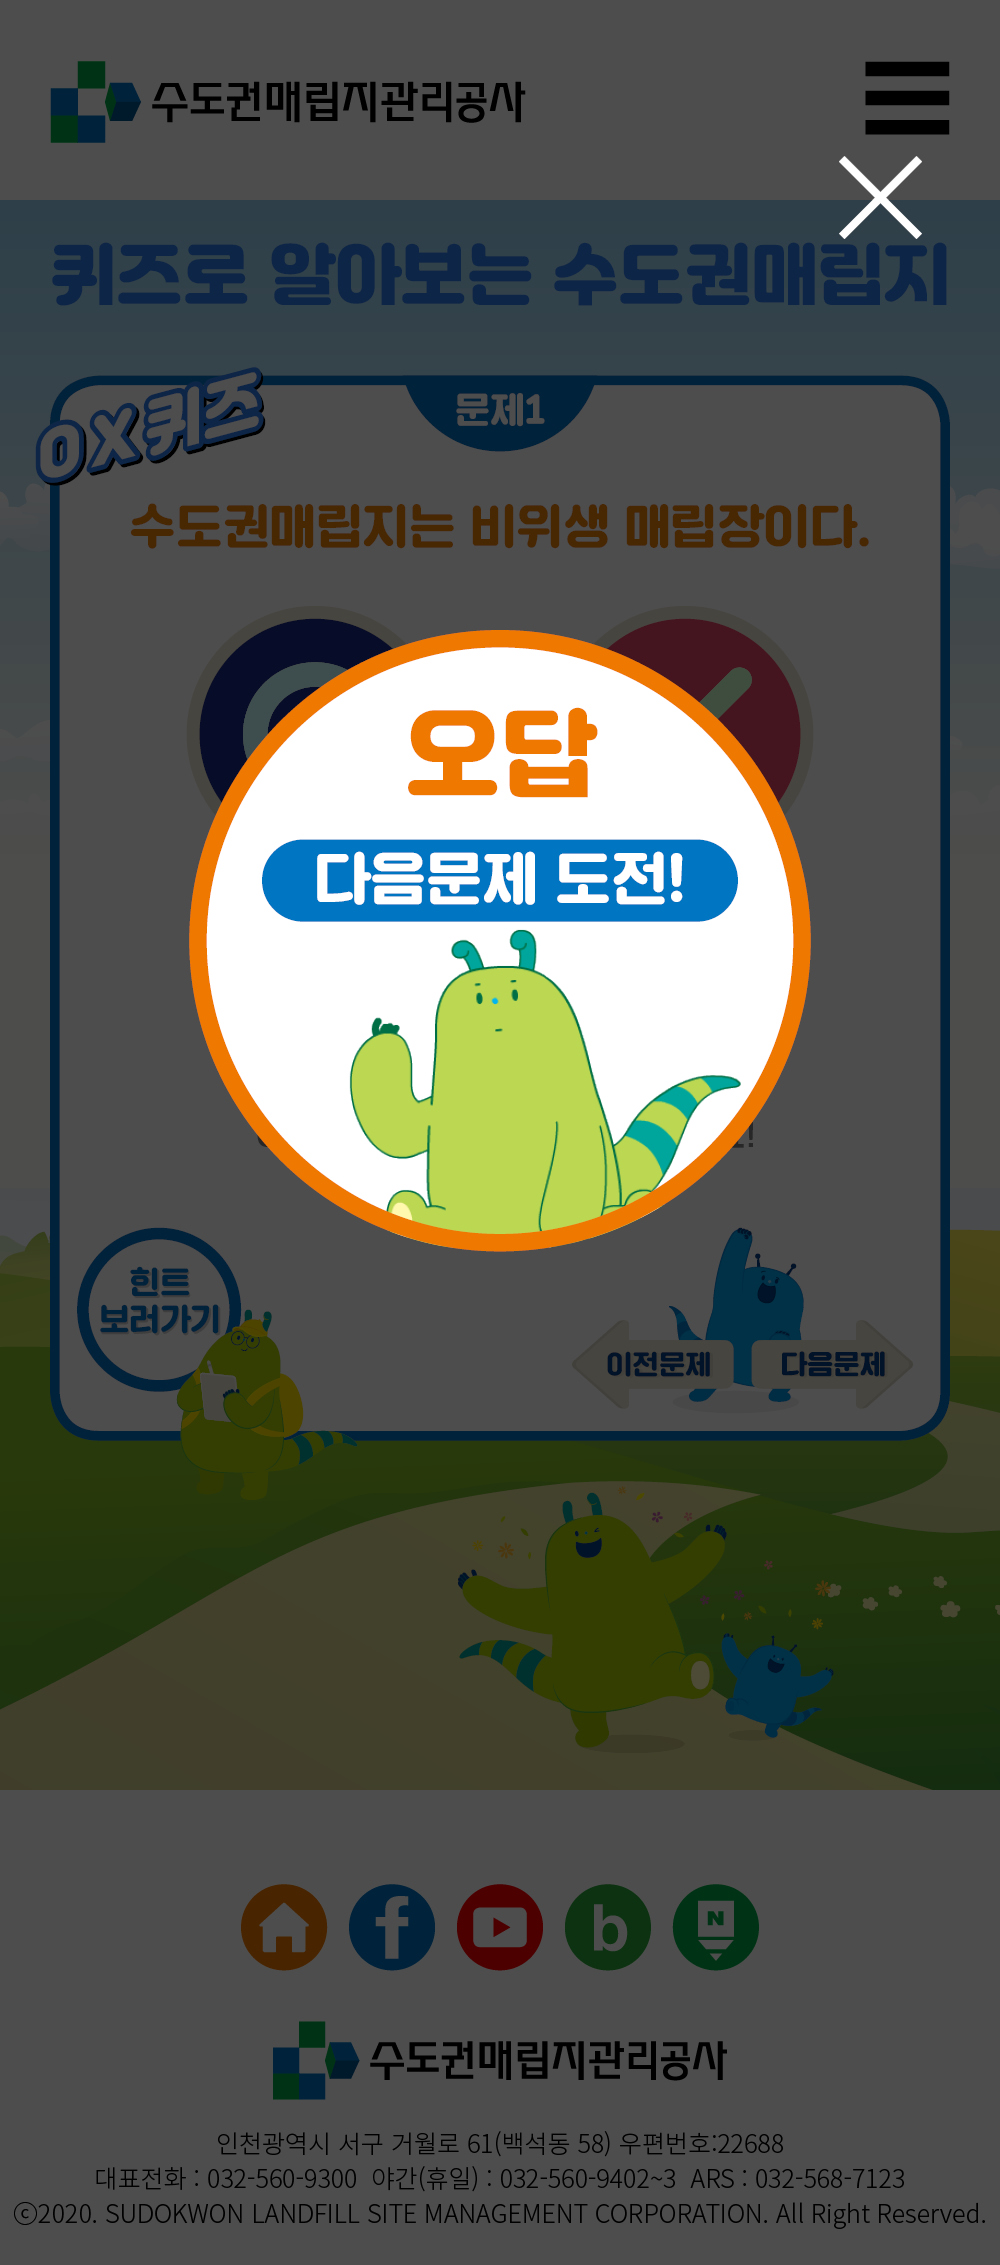 수도권매립지관리공사
퀴즈로 알아보는 수도권매립지
OX퀴즈
문제1
수도권매립지는 비위생 매립장이다.
오답
다음문제 도전!
힌트
보러가기
이전문제
다음문제
b
N
수도권매립지관리공사
인천광역시 서구 거월로 61(백석동 58) 우편번호:22688
대표전화 : 032-560-9300 야간(휴일) : 032-560-9402~3 ARS : 032-568-7123
ⓒ2020. SUDOKWON LANDFILL SITE MANAGEMENT CORPORATION. All Right Reserved.